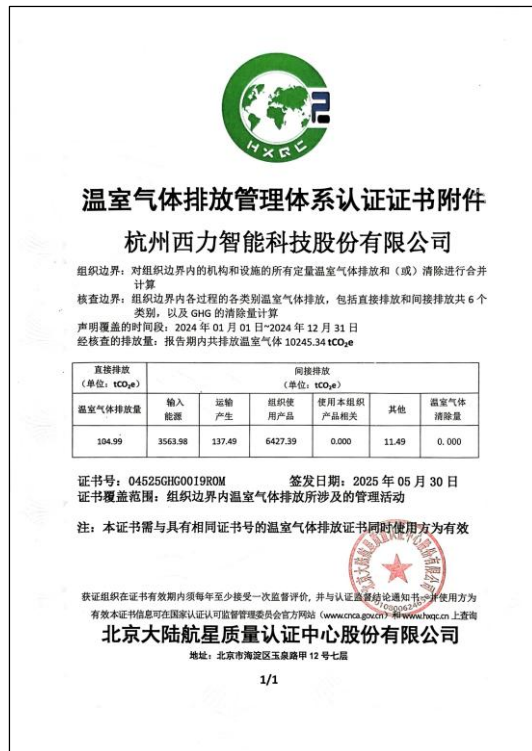 HXQC
温室气体排放管理体系认证证书附件
杭州西力智能科技股份有限公司
组织边界：对组织边界内的机构和设施的所有定量温室气体排放和（或）清除进行合并
计算
核查边界：组织边界内各过程的各类别温室气体排放，包括直接排放和间接排放共 6 个
类别，以及 GHG 的清除量计算
声明覆盖的时间段：2024 年 01 月 01 日~2024 年 12 月 31 日
经核查的排放量：报告期内共排放温室气体 10245.34 tCO₂e
直接排放 间接排放
（单位：tCO₂e） （单位：tCO₂e）
温室气体排放量 输入能源 运输产生 组织使用产品 使用本组织产品相关 其他 温室气体清除量
104.99 3563.98 137.49 6427.39 0.000 11.49 0. 000
证书号：04525GHG00I9R0M 签发日期：2025 年 05 月 30 日
证书覆盖范围：组织边界内温室气体排放所涉及的管理活动
注：本证书需与具有相同证书号的温室气体排放证书同时使用方为有效
获证组织在证书有效期内须每年至少接受一次监督评价，并与认证监督结论通知书一并使用方为
有效本证书信息可在国家认证认可监督管理委员会官方网站（www.cnca.gov.cn）和 www.hxqc.cn 上查询
北京大陆航星质量认证中心股份有限公司
地址：北京市海淀区玉泉路甲 12 号七层
1/1